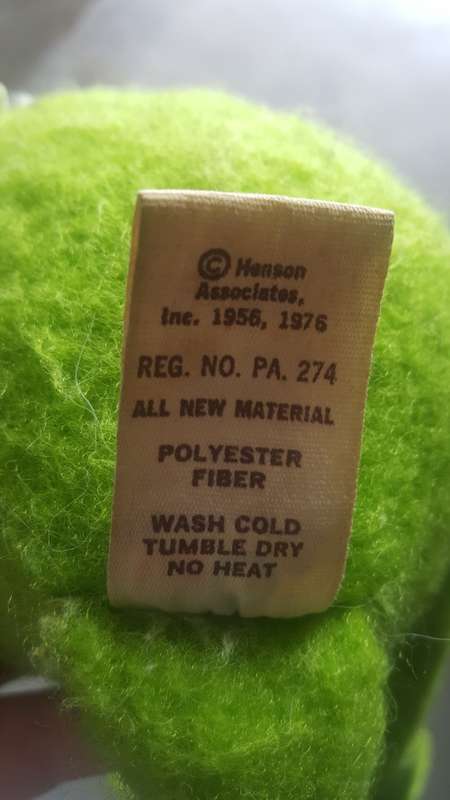 © Henson
Associates,
Inc. 1956, 1976
REG. NO. PA. 274
ALL NEW MATERIAL
POLYESTER
FIBER
WASH COLD
TUMBLE DRY
NO HEAT